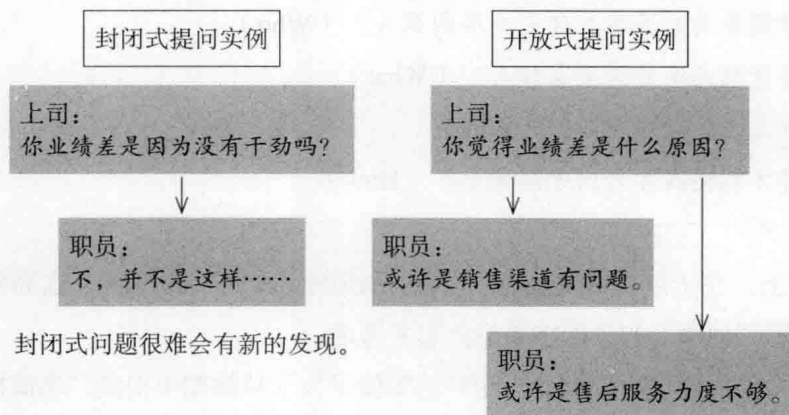 封闭式提问实例
上司：
你业绩差是因为没有干劲吗？
职员：
不，并不是这样……
封闭式问题很难会有新的发现。
开放式提问实例
上司：
你觉得业绩差是什么原因？
职员：
或许是销售渠道有问题。
职员：
或许是售后服务力度不够。